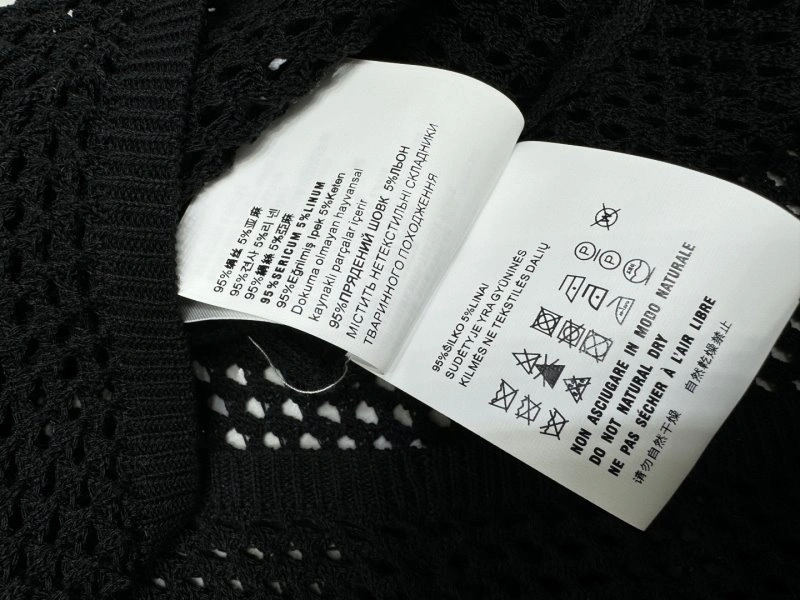 95%绢丝 5%亚麻
95%견사 5%리넨
95%絹絲 5%亞麻
95%SERICUM 5%LINUM
95%Eğrilmiş İpek 5%Keten
Dokuma olmayan hayvansal
kaynaklı parçalar içerir
95%ПРЯДЕНИЙ ШОВК 5%ЛЬОН
МІСТИТЬ НЕТЕКСТИЛЬНІ СКЛАДНИКИ
ТВАРИННОГО ПОХОДЖЕННЯ
95%ŠILKO 5%LINAI
SUDĖTYJE YRA GYŪNINĖS
KILMĖS NE TEKSTILĖS DALIŲ
P P
NON ASCIUGARE IN MODO NATURALE
DO NOT NATURAL DRY
NE PAS SÉCHER À L'AIR LIBRE
请勿自然干燥 自然乾燥禁止